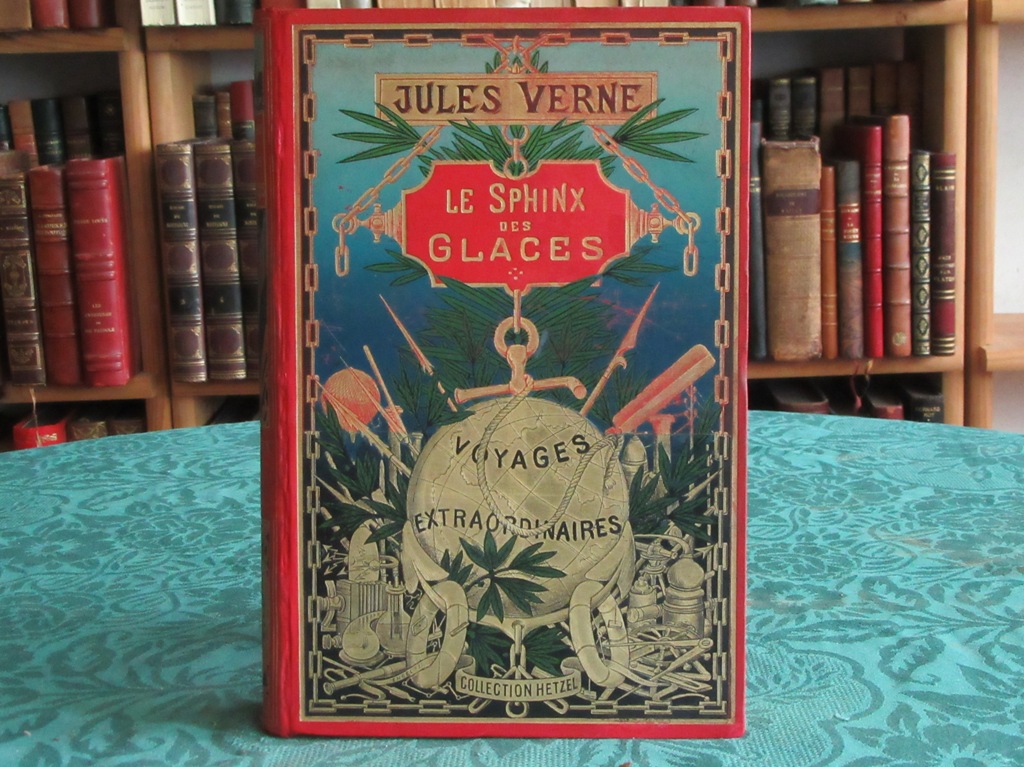 JULES VERNE
LE SPHINX
DES
GLACES
VOYAGES
EXTRAORDINAIRES
COLLECTION HETZEL